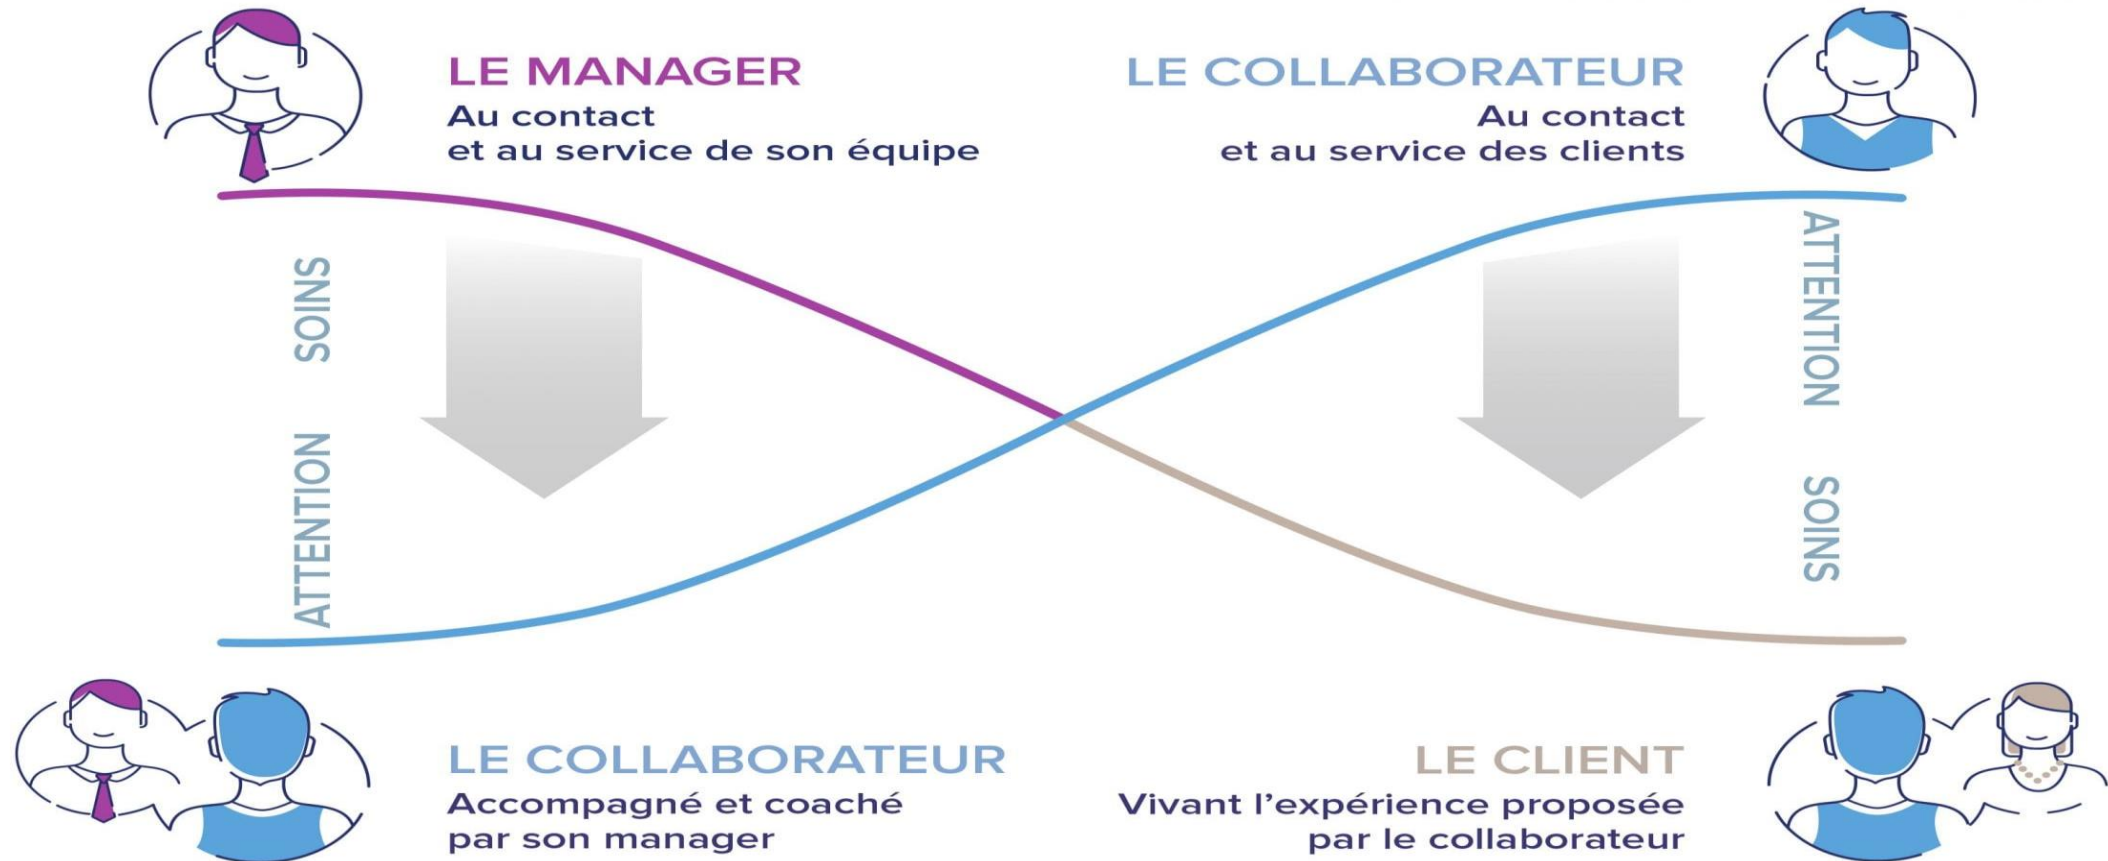 LE MANAGER
Au contact
et au service de son équipe
LE COLLABORATEUR
Au contact
et au service des clients
SOINS
ATTENTION
ATTENTION
SOINS
LE COLLABORATEUR
Accompagné et coaché
par son manager
LE CLIENT
Vivant l’expérience proposée
par le collaborateur